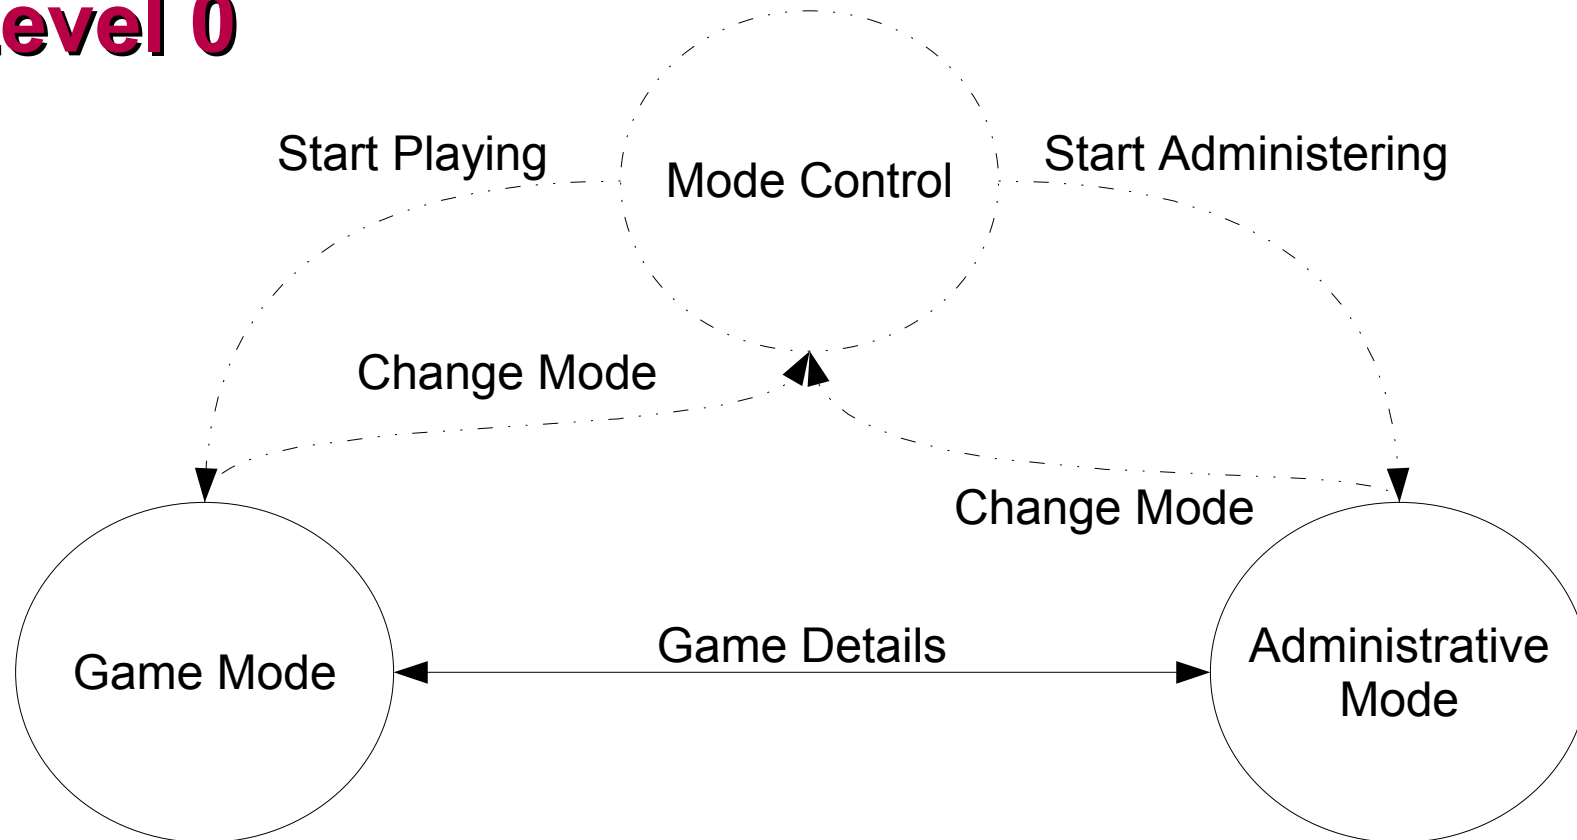 evel 0
Start Playing
Mode Control
Start Administering
Change Mode
Change Mode
Game Details
Game Mode
Administrative
Mode